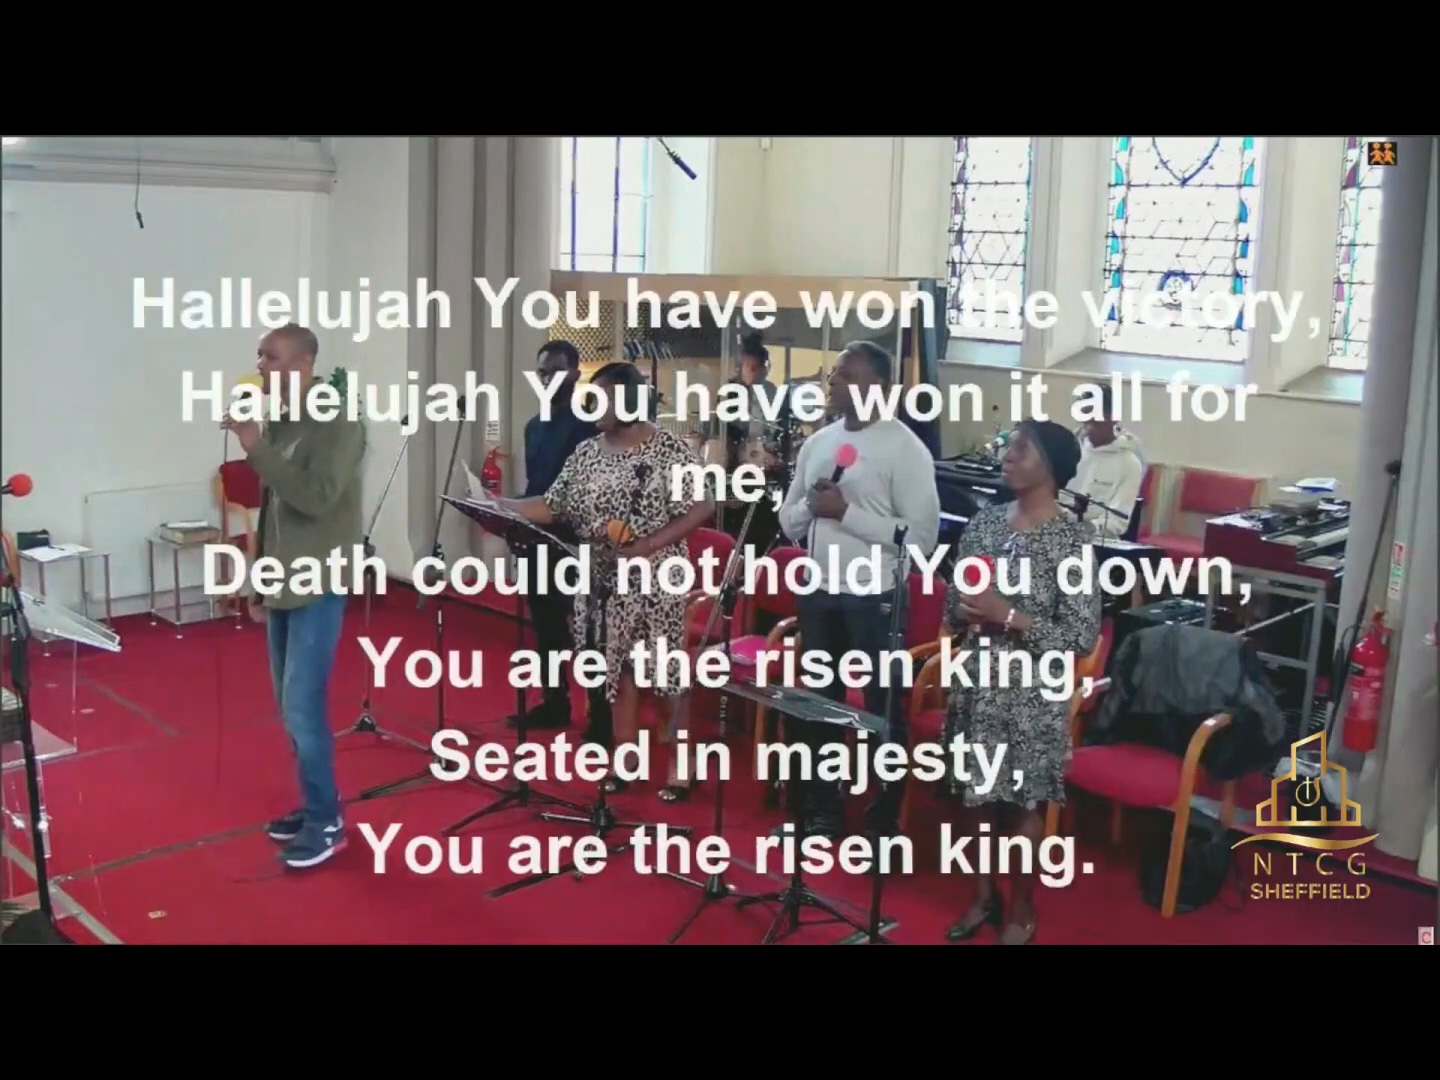 Hallelujah You have won the victory,
Hallelujah You have won it all for
me,
Death could not hold You down,
You are the risen king,
Seated in majesty,
You are the risen king.
NTCG
SHEFFIELD